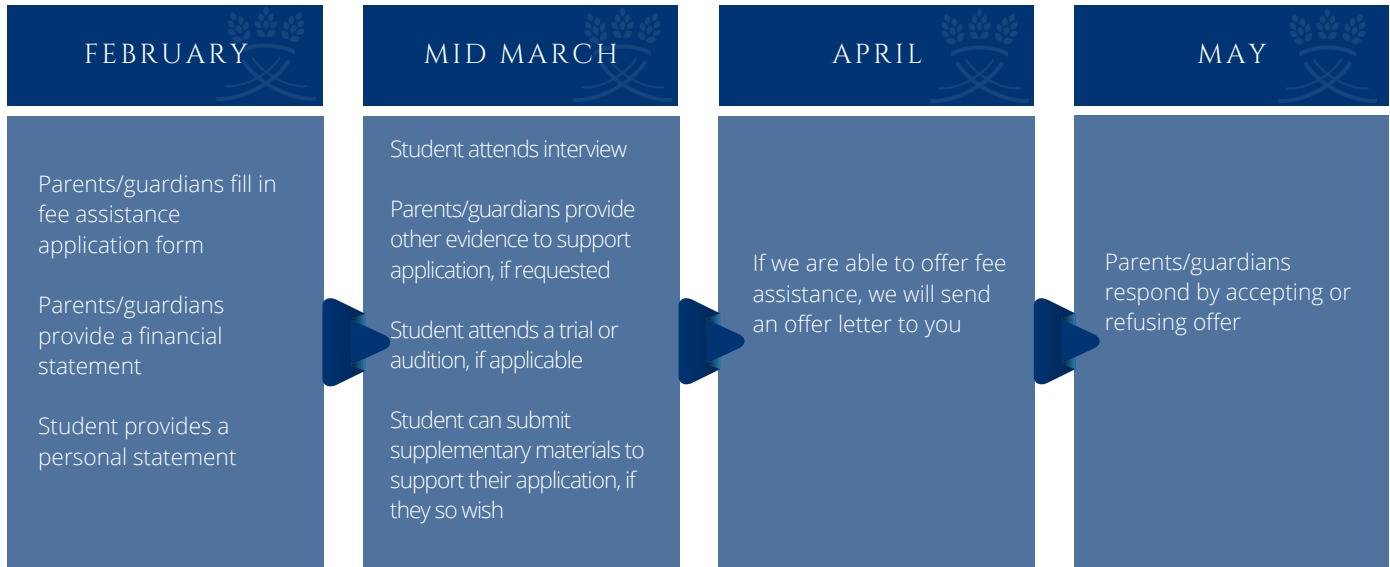 FEBRUARY
Parents/guardians fill in
fee assistance
application form
Parents/guardians
provide a financial
statement
Student provides a
personal statement
MID MARCH
Student attends interview
Parents/guardians provide
other evidence to support
application, if requested
Student attends a trial or
audition, if applicable
Student can submit
supplementary materials to
support their application, if
they so wish
APRIL
If we are able to offer fee
assistance, we will send
an offer letter to you
MAY
Parents/guardians
respond by accepting or
refusing offer